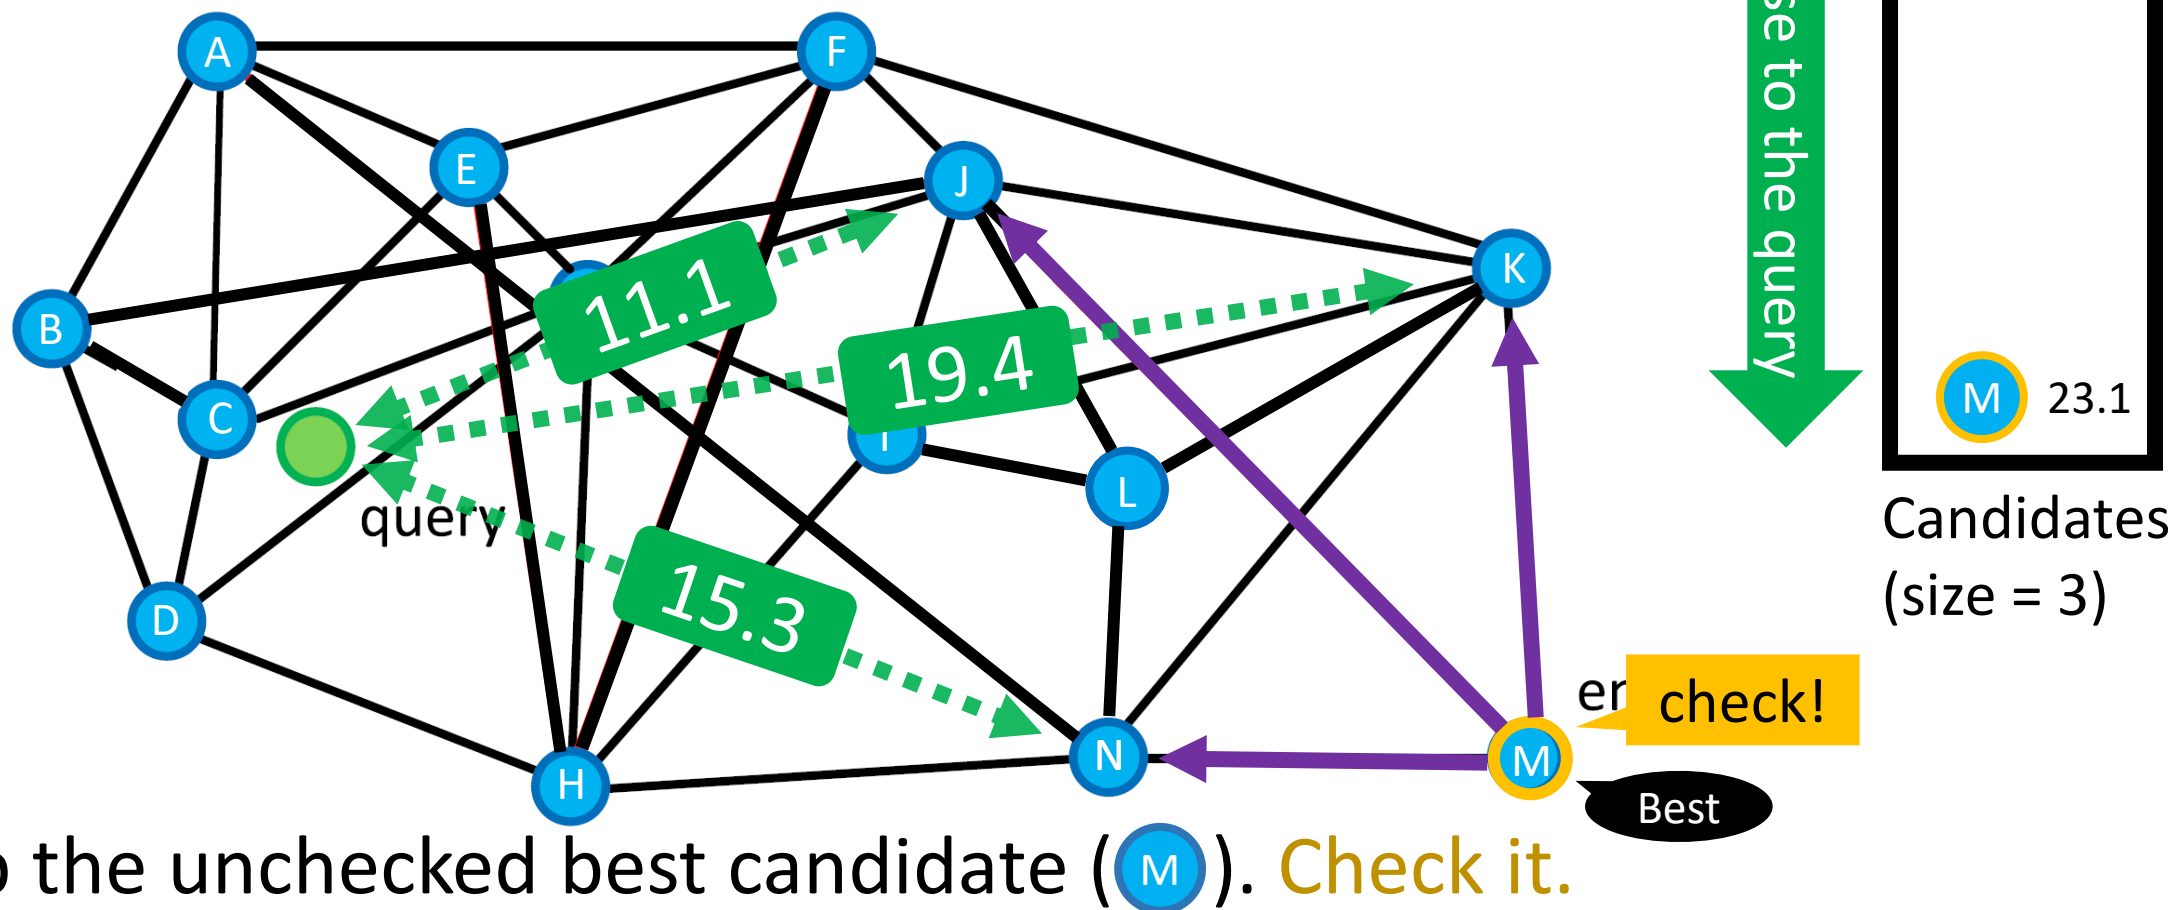 A
F
E
J
K
B
C
I
L
D
H
N
M
11.1
19.4
15.3
query
check!
Best
to the query
M 23.1
Candidates
(size = 3)
the unchecked best candidate (M). Check it.